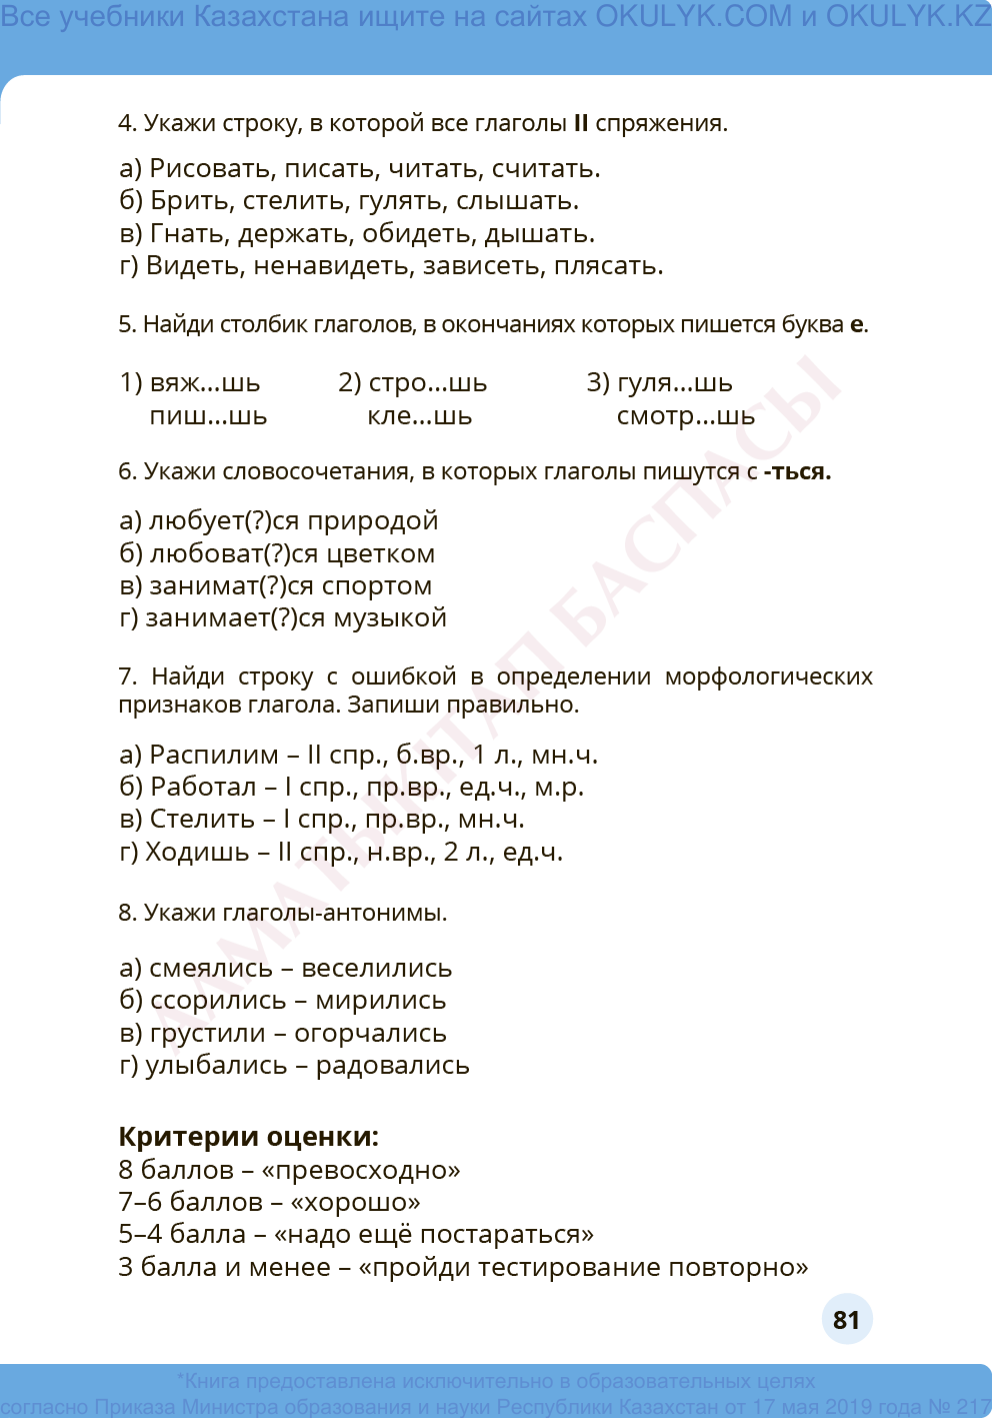 Все учебники Казахстана ищите на сайтах OKULYK.COM и OKULYK.KZ
4. Укажи строку, в которой все глаголы II спряжения.
а) Рисовать, писать, читать, считать.
б) Брить, стелить, гулять, слышать.
в) Гнать, держать, обидеть, дышать.
г) Видеть, ненавидеть, зависеть, плясать.
5. Найди столбик глаголов, в окончаниях которых пишется буква е.
1) вяж...шь 2) стро...шь 3) гуля...шь
пиш...шь кле...шь смотр...шь
6. Укажи словосочетания, в которых глаголы пишутся с -ться.
а) любует(?)ся природой
б) любоват(?)ся цветком
в) занимат(?)ся спортом
г) занимает(?)ся музыкой
7. Найди строку с ошибкой в определении морфологических
признаков глагола. Запиши правильно.
а) Распилим – II спр., б.вр., 1 л., мн.ч.
б) Работал – I спр., пр.вр., ед.ч., м.р.
в) Стелить – I спр., пр.вр., мн.ч.
г) Ходишь – II спр., н.вр., 2 л., ед.ч.
8. Укажи глаголы-антонимы.
а) смеялись – веселились
б) ссорились – мирились
в) грустили – огорчались
г) улыбались – радовались
Критерии оценки:
8 баллов – «превосходно»
7–6 баллов – «хорошо»
5–4 балла – «надо ещё постараться»
3 балла и менее – «пройди тестирование повторно»
81
АЛМАТЫКІТАП БАСПАСЫ
*Книга предоставлена исключительно в образовательных целях
согласно Приказа Министра образования и науки Республики Казахстан от 17 мая 2019 года № 217